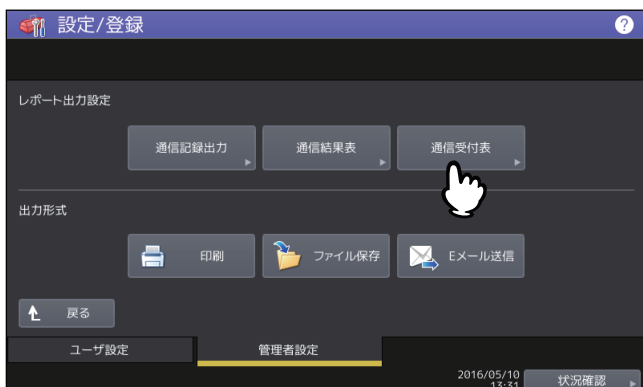 設定/登録
?
レポート出力設定
通信記録出力
通信結果表
通信受付表
出力形式
印刷
ファイル保存
Eメール送信
戻る
ユーザ設定
管理者設定
2016/05/10
13:31
状況確認